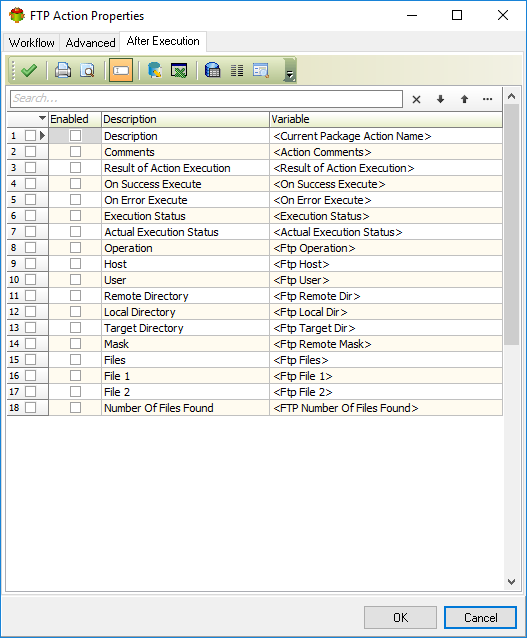 FTP Action Properties
Workflow Advanced After Execution
Search...
Enabled Description Variable
1 Description <Current Package Action Name>
2 Comments <Action Comments>
3 Result of Action Execution <Result of Action Execution>
4 On Success Execute <On Success Execute>
5 On Error Execute <On Error Execute>
6 Execution Status <Execution Status>
7 Actual Execution Status <Actual Execution Status>
8 Operation <Ftp Operation>
9 Host <Ftp Host>
10 User <Ftp User>
11 Remote Directory <Ftp Remote Dir>
12 Local Directory <Ftp Local Dir>
13 Target Directory <Ftp Target Dir>
14 Mask <Ftp Remote Mask>
15 Files <Ftp Files>
16 File 1 <Ftp File 1>
17 File 2 <Ftp File 2>
18 Number Of Files Found <FTP Number Of Files Found>
OK Cancel